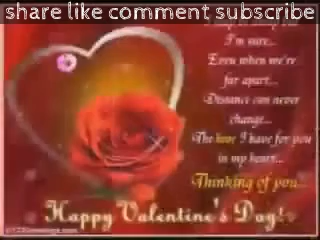 share like comment subscribe
I'm sure...
Even when we're
far apart...
Distance can never
change...
The love I have for you
in my heart...
Thinking of you...
Happy Valentine's Day!